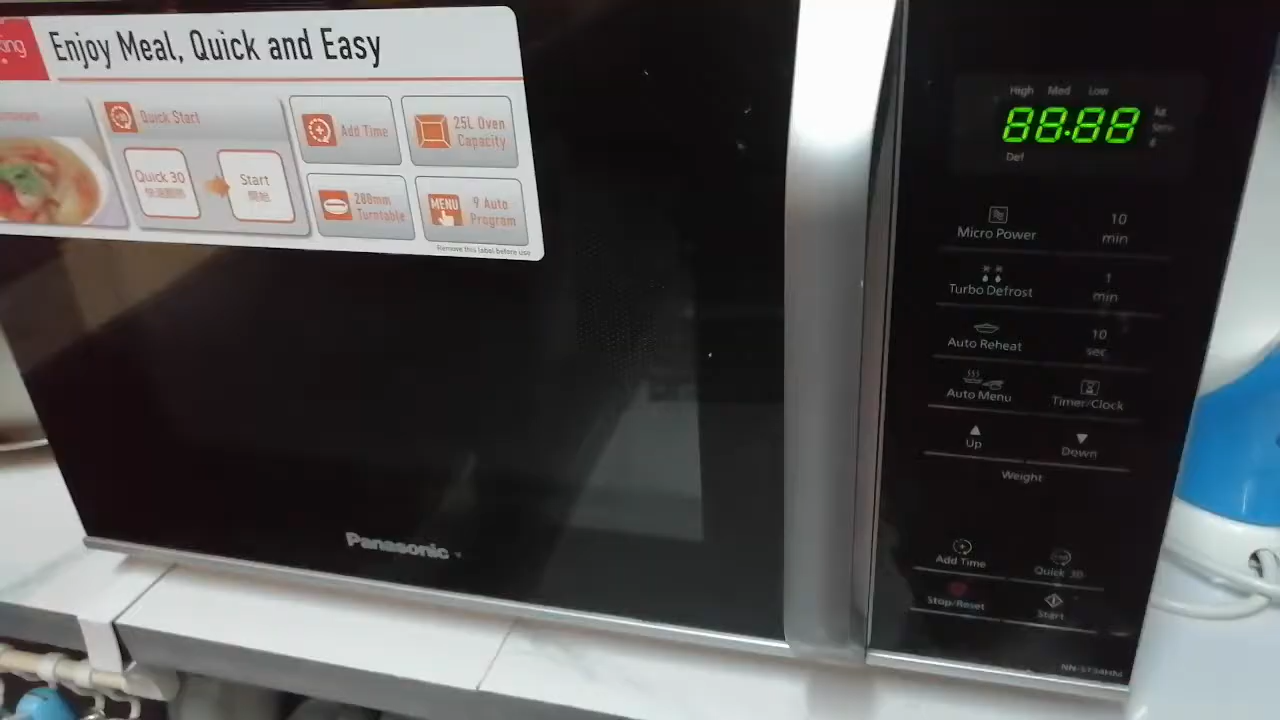 Enjoy Meal, Quick and Easy
Quick Start
Quick 30
Start
開始
Add Time
25L Oven
Capacity
280mm
Turntable
MENU
9 Auto
Program
Remove this label before use
Panasonic
High Med Low
88:88
Def
Micro Power
10
min
Turbo Defrost
1
min
Auto Reheat
10
sec
Auto Menu
Timer/Clock
Up
Down
Weight
Add Time
Quick 30
Stop/Reset
Start